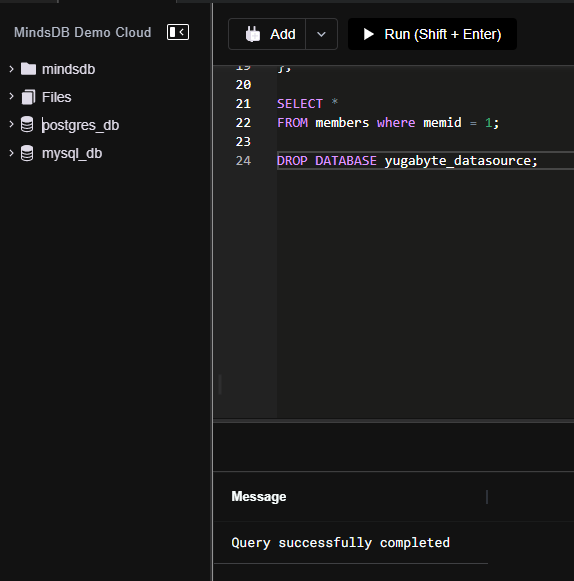 MindsDB Demo Cloud
mindsdb
Files
postgres_db
mysql_db
Add
Run (Shift + Enter)
19 };
20
21 SELECT *
22 FROM members where memid = 1;
23
24 DROP DATABASE yugabyte_datasource;
Message
Query successfully completed